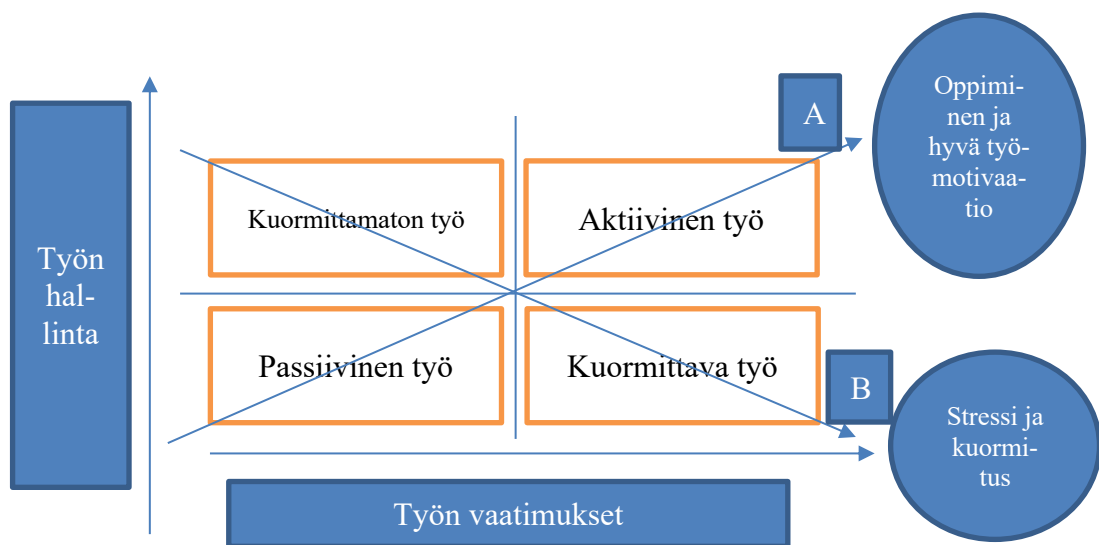 A
Oppimi-
nen ja
hyvä työ-
motivaa-
tio
Työn
hal-
linta
Kuormittamaton työ
Aktiivinen työ
Passiivinen työ
Kuormittava työ
B
Stressi ja
kuormi-
tus
Työn vaatimukset